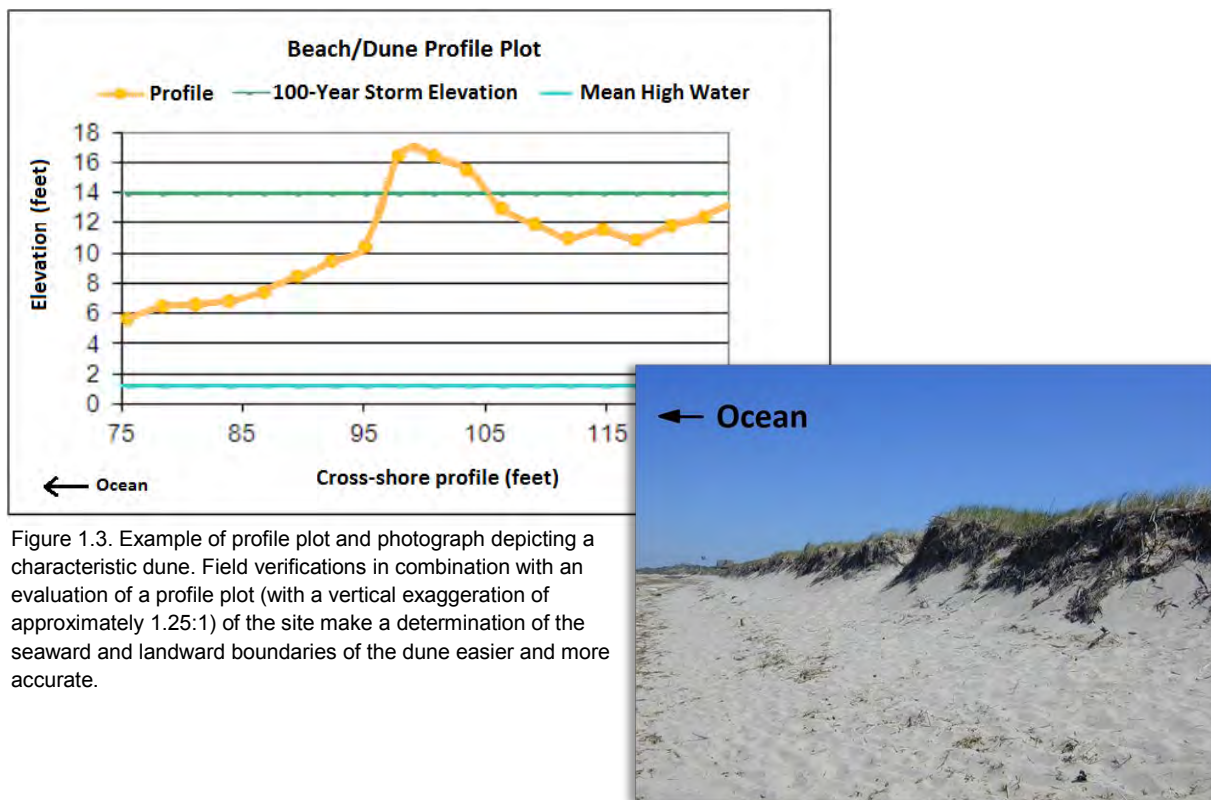 Beach/Dune Profile Plot
Profile 100-Year Storm Elevation Mean High Water
Elevation (feet)
18
16
14
12
10
8
6
4
2
0
75 85 95 105 115
Cross-shore profile (feet)
← Ocean
← Ocean
Figure 1.3. Example of profile plot and photograph depicting a
characteristic dune. Field verifications in combination with an
evaluation of a profile plot (with a vertical exaggeration of
approximately 1.25:1) of the site make a determination of the
seaward and landward boundaries of the dune easier and more
accurate.